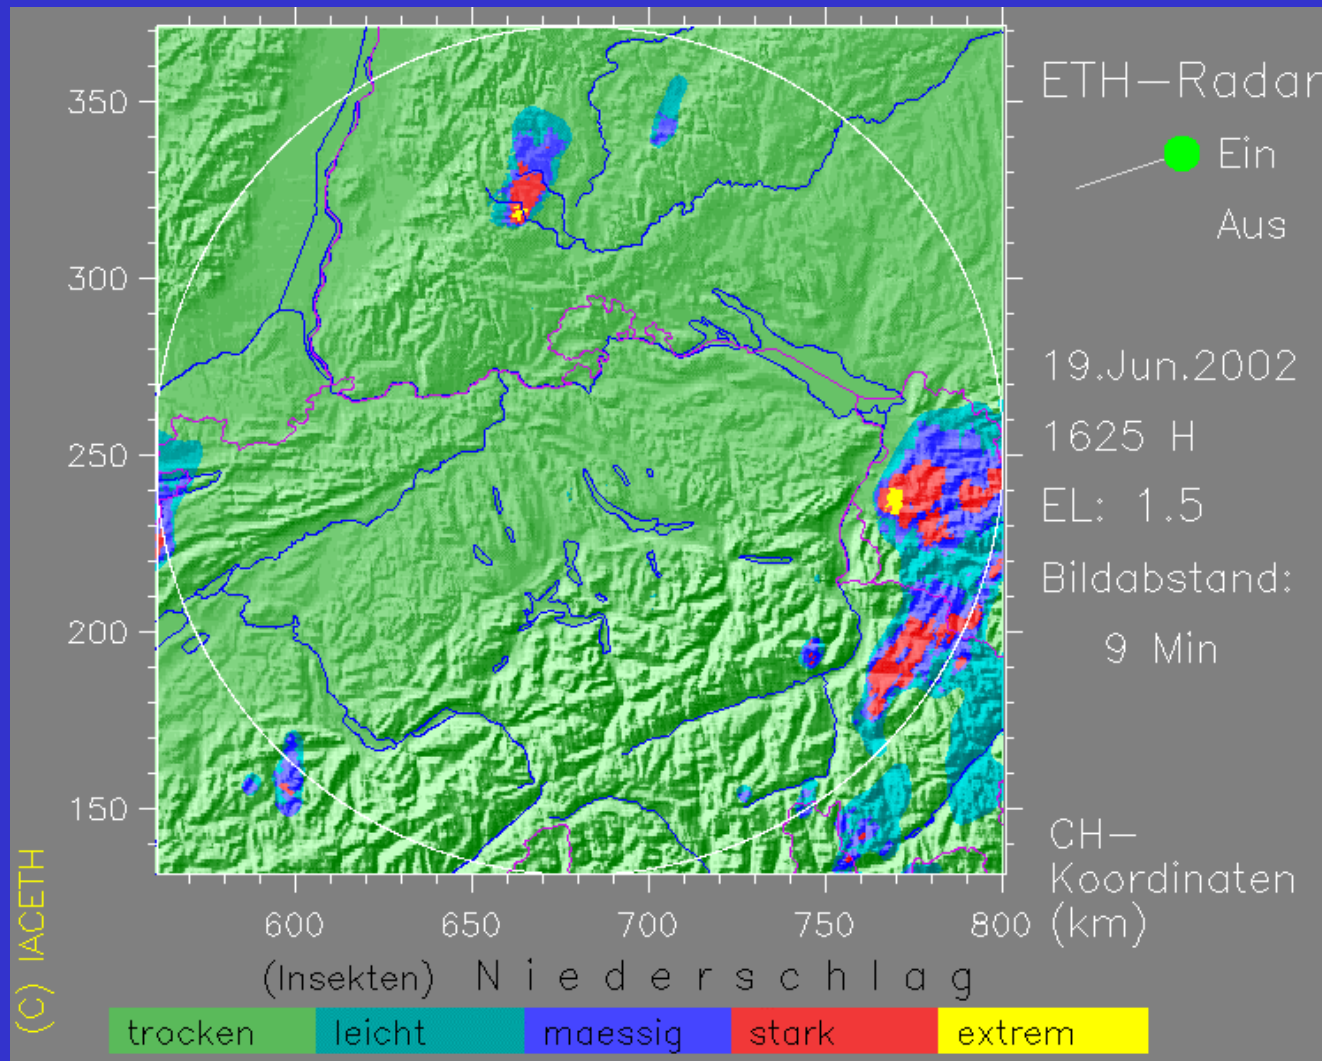 ETH-Radar
Ein
Aus
19.Jun.2002
1625 H
EL: 1.5
Bildabstand:
9 Min
CH-
Koordinaten
(km)
350
300
250
200
150
600 650 700 750 800
(Insekten) Niederschlag
trocken leicht maessig stark extrem
(c) IACETH